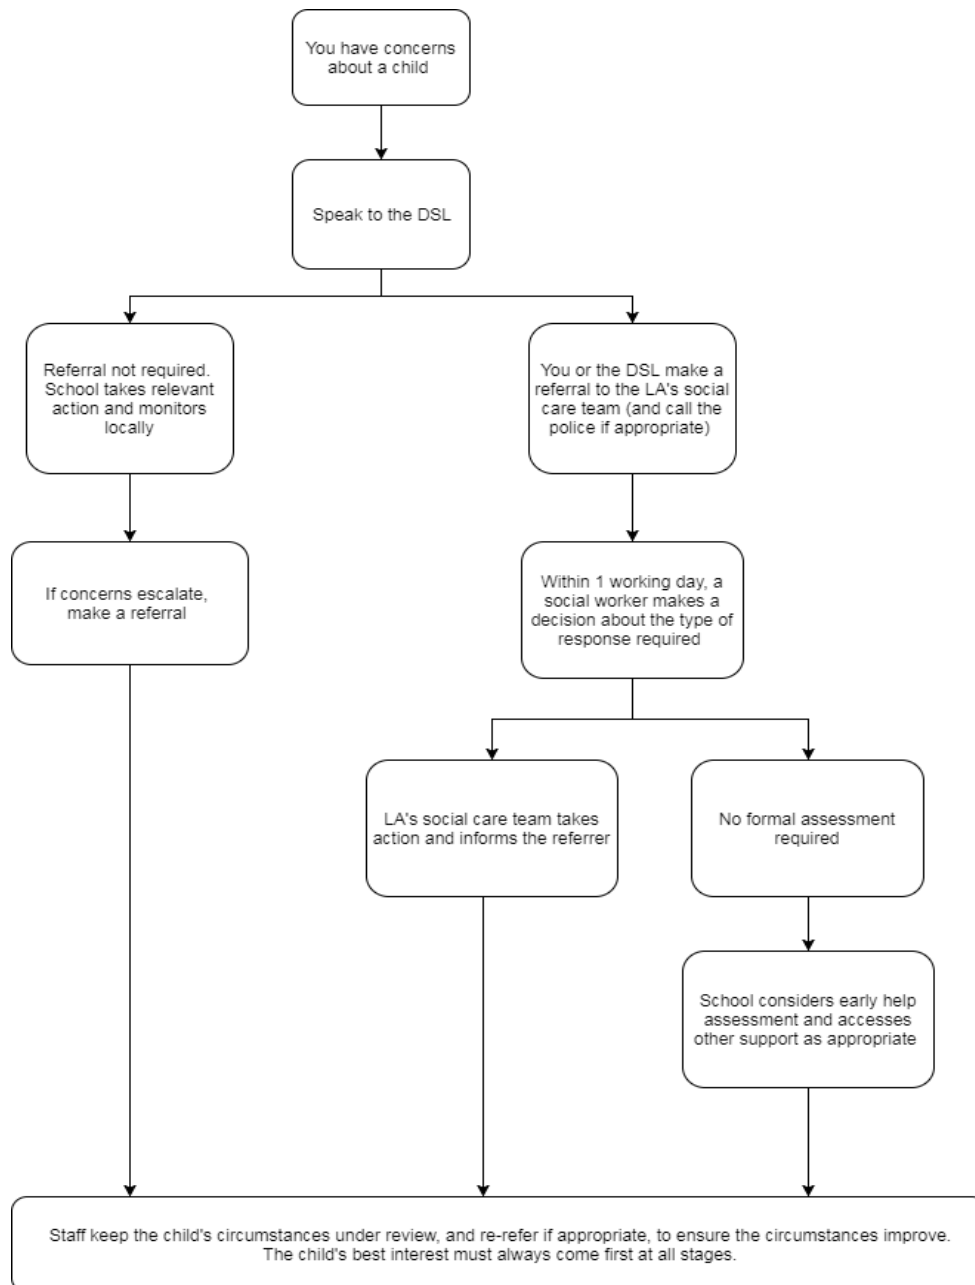 You have concerns
about a child
Speak to the DSL
Referral not required.
School takes relevant
action and monitors
locally
You or the DSL make a
referral to the LA's social
care team (and call the
police if appropriate)
If concerns escalate,
make a referral
Within 1 working day, a
social worker makes a
decision about the type of
response required
LA's social care team takes
action and informs the referrer
No formal assessment
required
School considers early help
assessment and accesses
other support as appropriate
Staff keep the child's circumstances under review, and re-refer if appropriate, to ensure the circumstances improve.
The child's best interest must always come first at all stages.